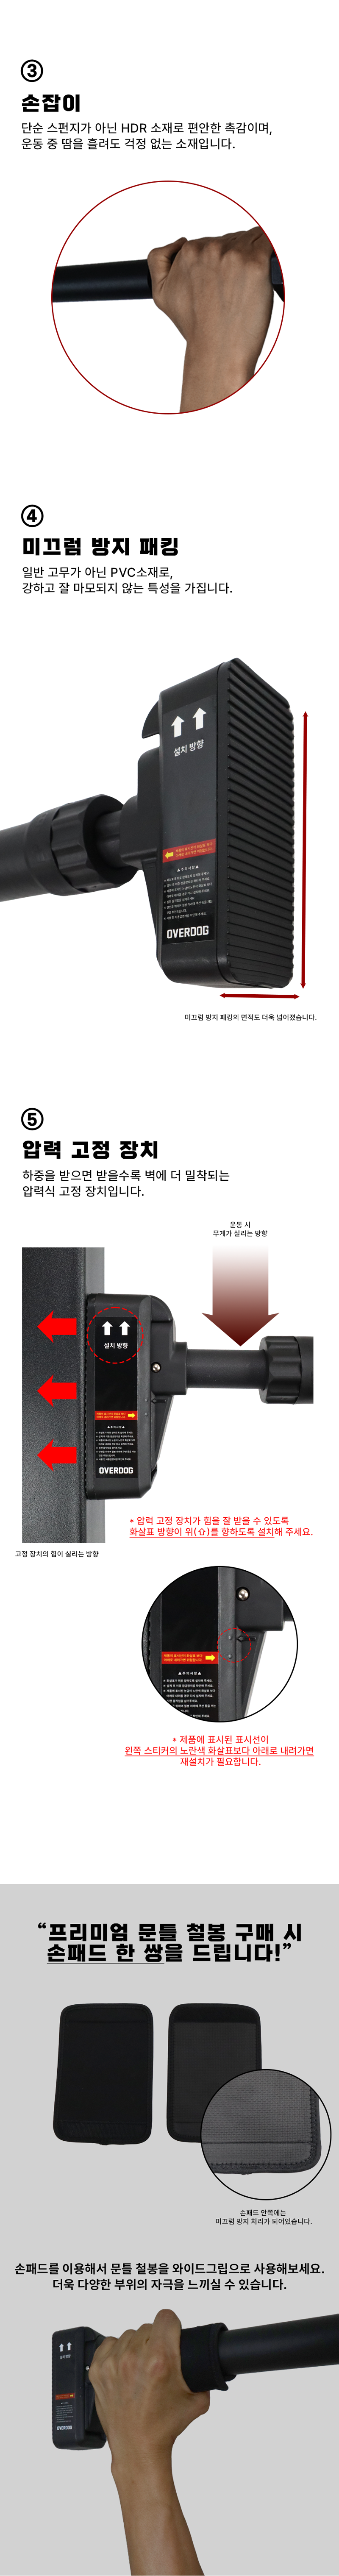 ③
손잡이
단순 스펀지가 아닌 HDR 소재로 편안한 촉감이며,
운동 중 땀을 흘려도 걱정 없는 소재입니다.
④
미끄럼 방지 패킹
일반 고무가 아닌 PVC소재로,
강하고 잘 마모되지 않는 특성을 가집니다.
설치 방향
OVERDOG
미끄럼 방지 패킹의 면적도 더욱 넓어졌습니다.
⑤
압력 고정 장치
하중을 받으면 받을수록 벽에 더 밀착되는
압력식 고정 장치입니다.
운동 시
무게가 실리는 방향
설치 방향
OVERDOG
* 압력 고정 장치가 힘을 잘 받을 수 있도록
화살표 방향이 위(⇧)를 향하도록 설치해 주세요.
고정 장치의 힘이 실리는 방향
* 제품에 표시된 표시선이
왼쪽 스티커의 노란색 화살표보다 아래로 내려가면
재설치가 필요합니다.
“프리미엄 문틀 철봉 구매 시
손패드 한 쌍을 드립니다!”
손패드 안쪽에는
미끄럼 방지 처리가 되어있습니다.
손패드를 이용해서 문틀 철봉을 와이드그립으로 사용해보세요.
더욱 다양한 부위의 자극을 느끼실 수 있습니다.
설치 방향
OVERDOG